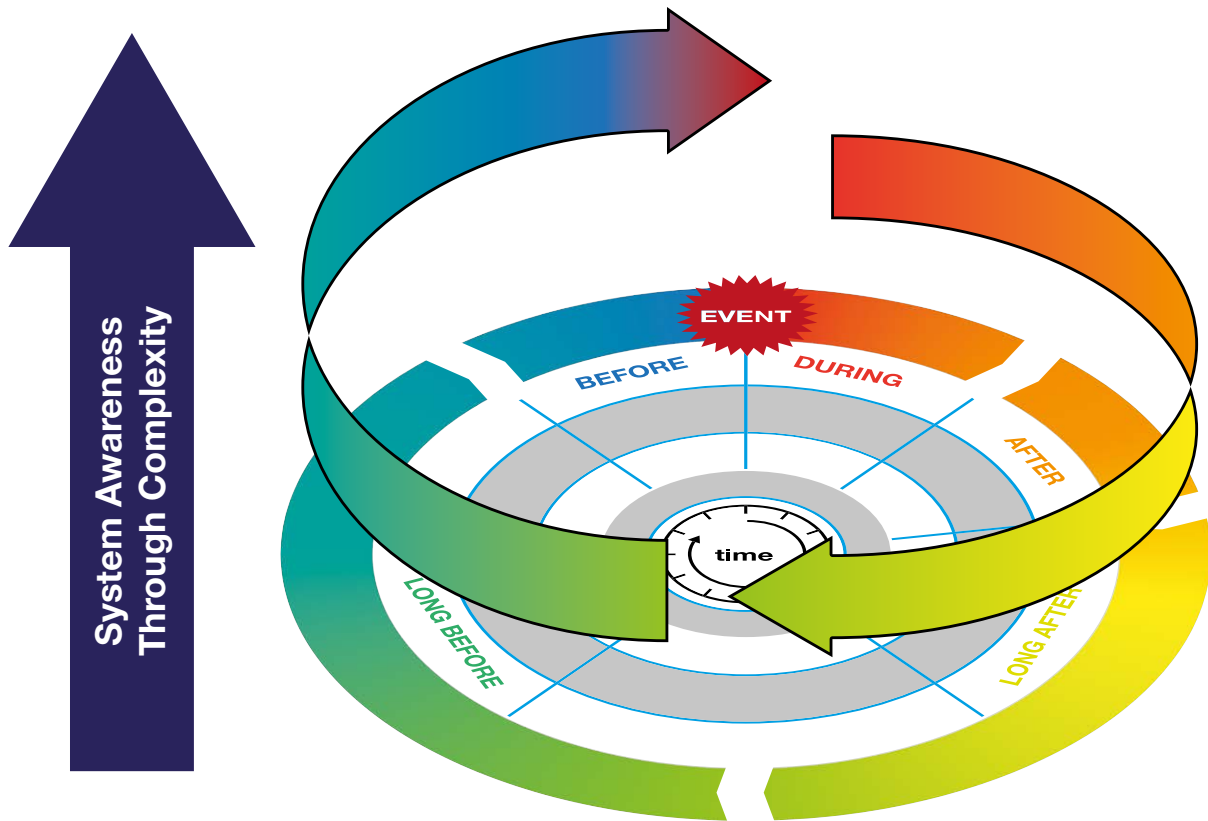 System Awareness
Through Complexity
EVENT
BEFORE
DURING
AFTER
time
LONG BEFORE
LONG AFTER